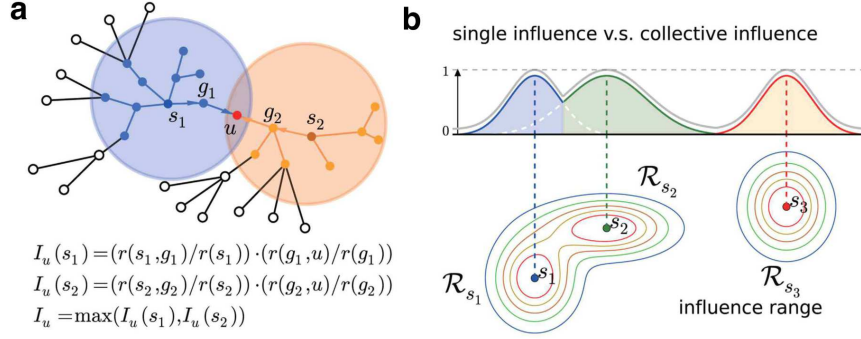 a
s₁
g₁
u
g₂
s₂
I_u(s₁)=(r(s₁,g₁)/r(s₁))·(r(g₁,u)/r(g₁))
I_u(s₂)=(r(s₂,g₂)/r(s₂))·(r(g₂,u)/r(g₂))
I_u=max(I_u(s₁),I_u(s₂))
b
single influence v.s. collective influence
1
0
ℛ_s₂
s₂
s₃
s₁
ℛ_s₁
ℛ_s₃
influence range